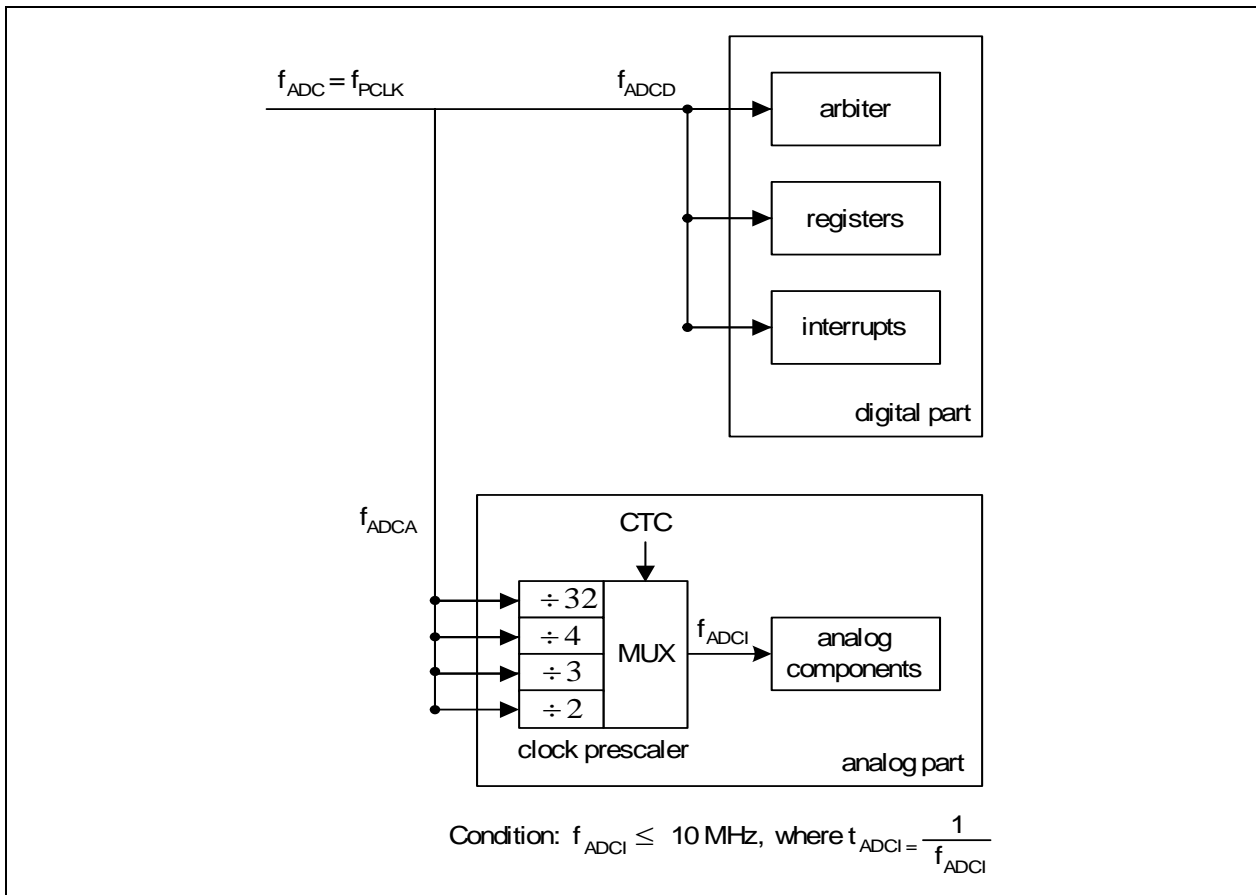 f_ADC = f_PCLK
f_ADCD
arbiter
registers
interrupts
digital part
f_ADCA
CTC
÷ 32
÷ 4
÷ 3
÷ 2
MUX
f_ADCI
analog
components
clock prescaler
analog part
Condition: f_ADCI ≤ 10 MHz, where t_ADCI = 1 / f_ADCI